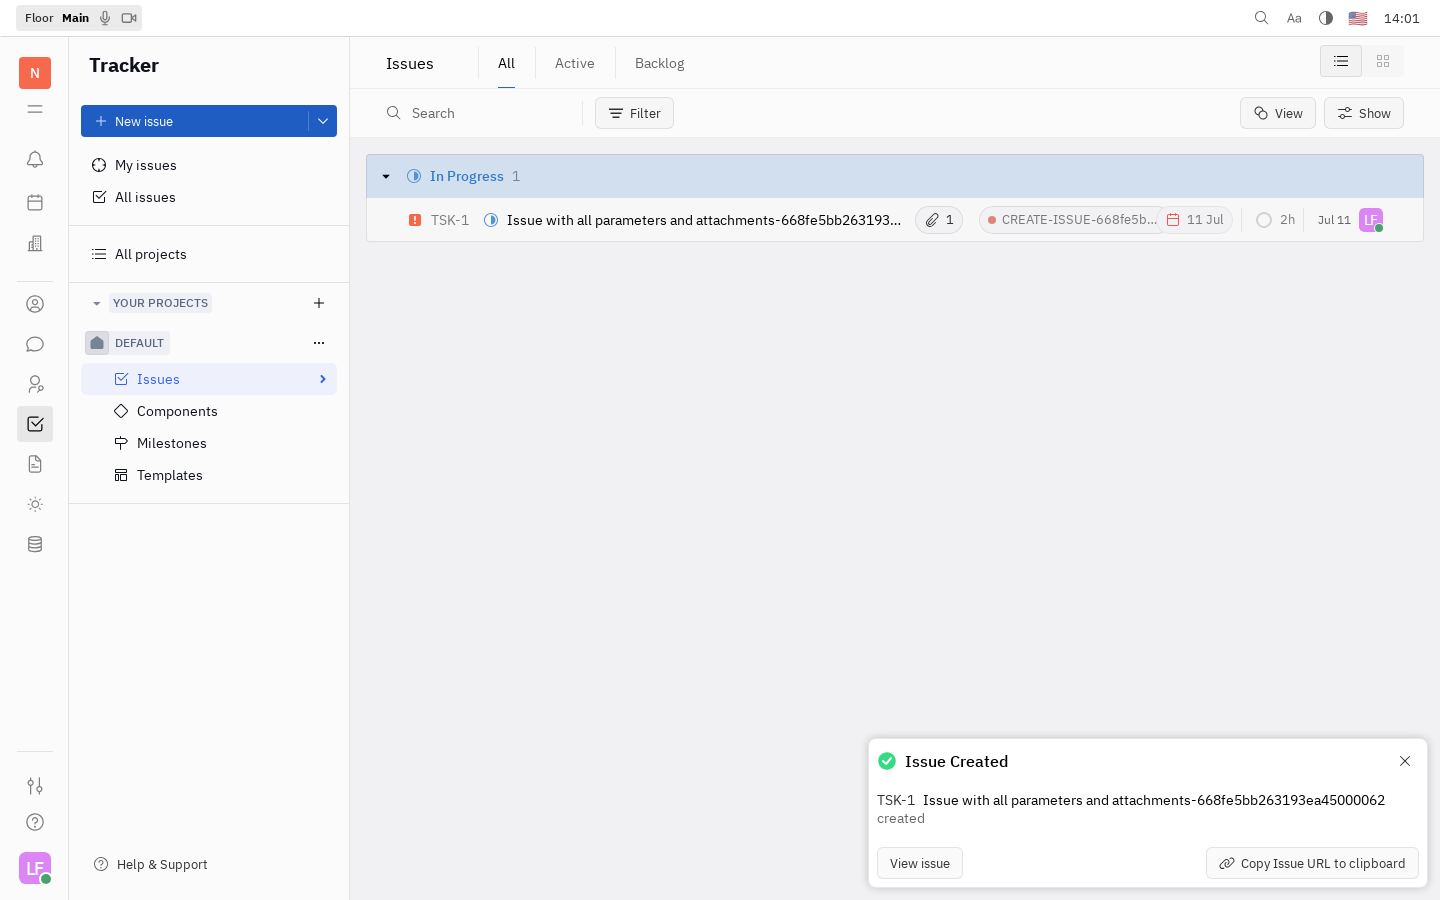 Floor Main
Aa
14:01
N
Tracker
New issue
My issues
All issues
All projects
YOUR PROJECTS
DEFAULT
Issues
Components
Milestones
Templates
Help & Support
LF
Issues
All
Active
Backlog
Search
Filter
View
Show
In Progress 1
TSK-1 Issue with all parameters and attachments-668fe5bb263193... 1 CREATE-ISSUE-668fe5b... 11 Jul 2h Jul 11 LF
Issue Created
TSK-1 Issue with all parameters and attachments-668fe5bb263193ea45000062
created
View issue
Copy Issue URL to clipboard